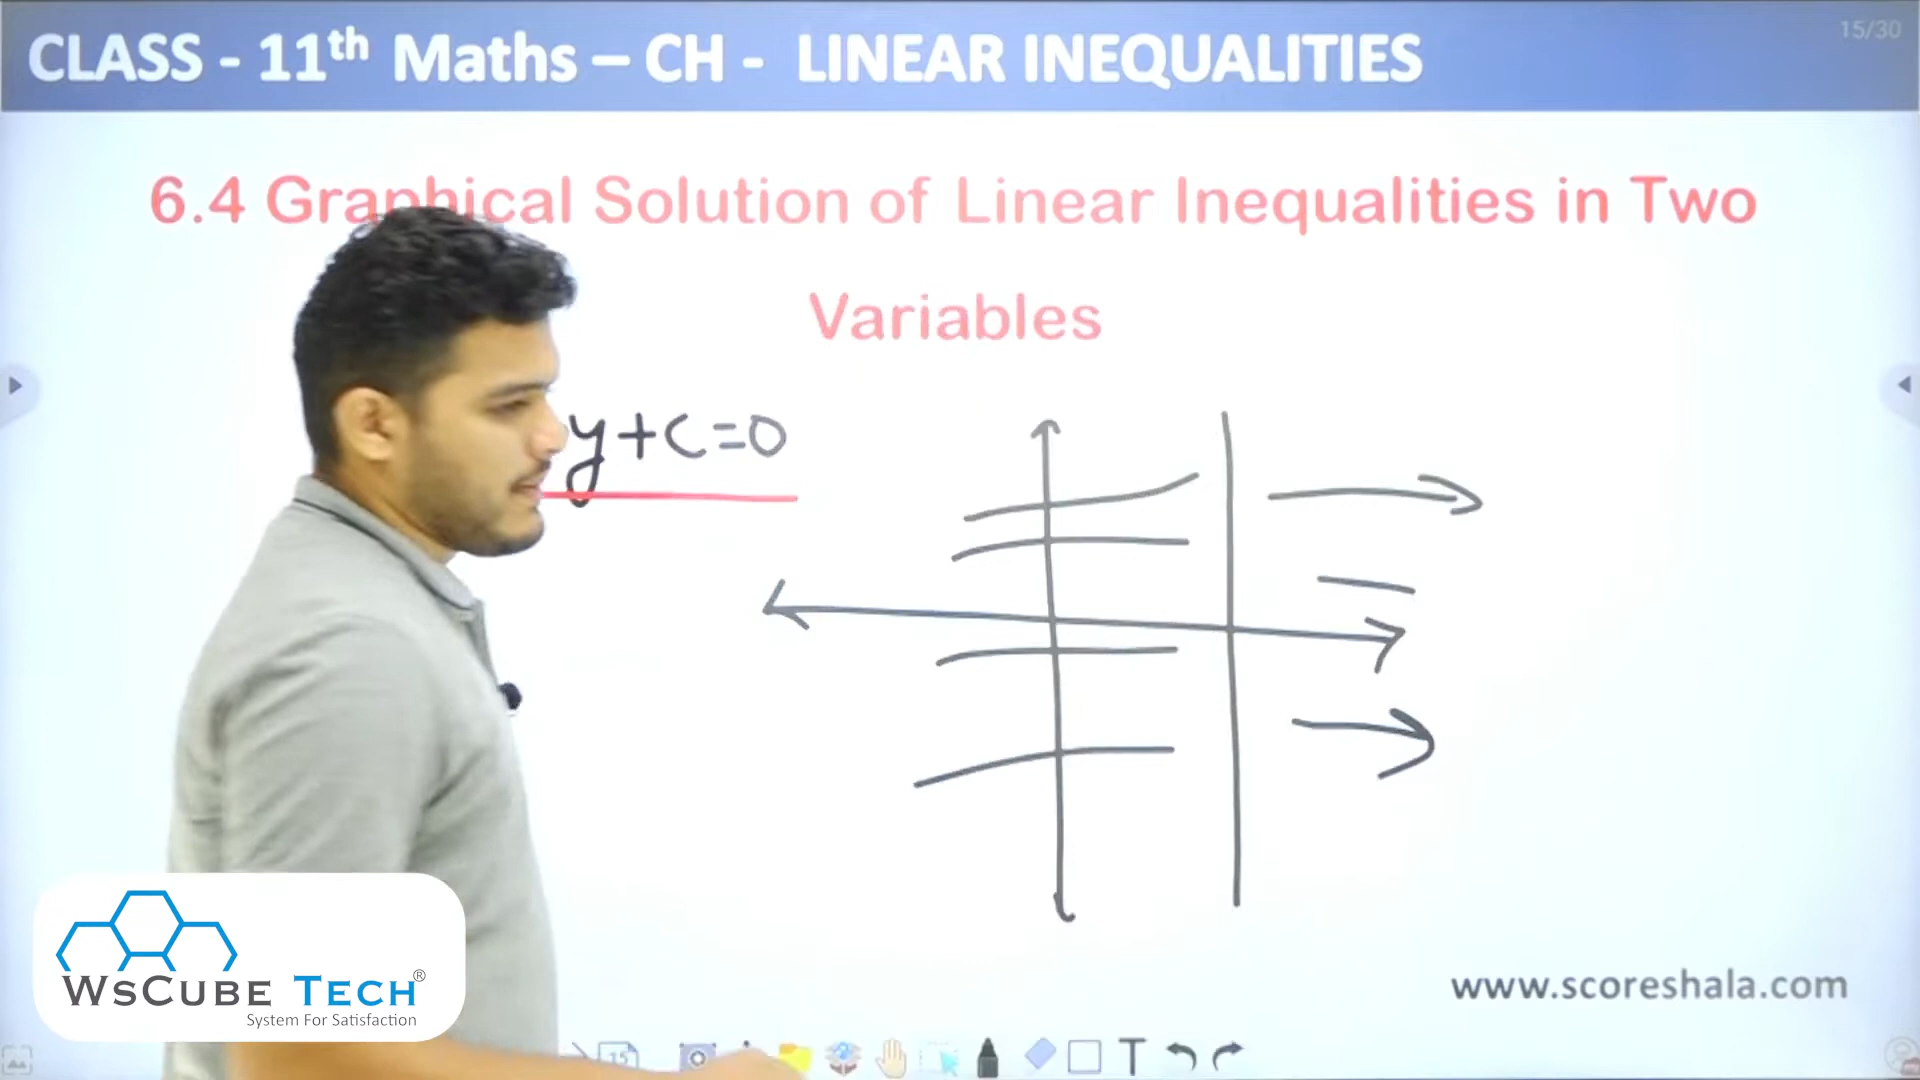 CLASS - 11th Maths – CH - LINEAR INEQUALITIES
15/30
6.4 Graphical Solution of Linear Inequalities in Two
Variables
y+c=0
WsCube Tech®
System For Satisfaction
www.scoreshala.com
15
T